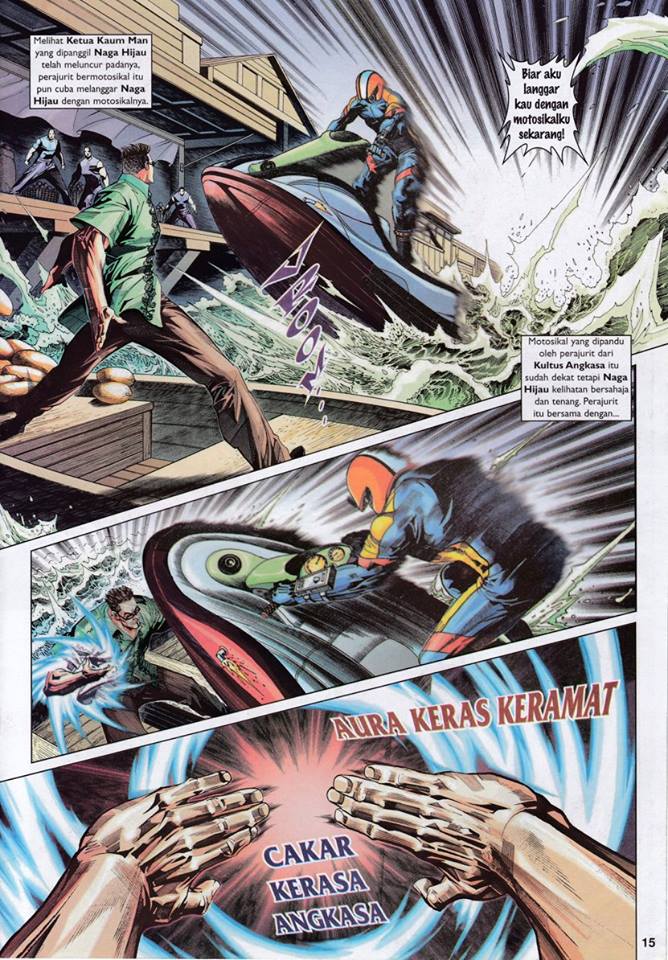 Melihat Ketua Kaum Man
yang dipanggil Naga Hijau
telah meluncur padanya,
perajurit bermotosikal itu
pun cuba melanggar Naga
Hijau dengan motosikalnya.
Biar aku
langgar
kau dengan
motosikalku
sekarang!
VROOOR...
Motosikal yang dipandu
oleh perajurit dari
Kultus Angkasa itu
sudah dekat tetapi Naga
Hijau kelihatan bersahaja
dan tenang. Perajurit
itu bersama dengan...
AURA KERAS KERAMAT
CAKAR
KERASA
ANGKASA
15